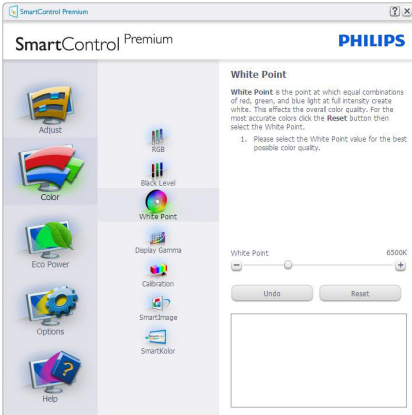 SmartControl Premium
SmartControl Premium
PHILIPS
Adjust
Color
Eco Power
Options
Help
RGB
Black Level
White Point
Display Gamma
Calibration
SmartImage
SmartKolor
White Point
White Point is the point at which equal combinations
of red, green, and blue light at full intensity create
white. This effects the overall color quality. For the
most accurate colors click the Reset button then
select the White Point.
1. Please select the White Point value for the best
possible color quality.
White Point 6500K
Undo Reset